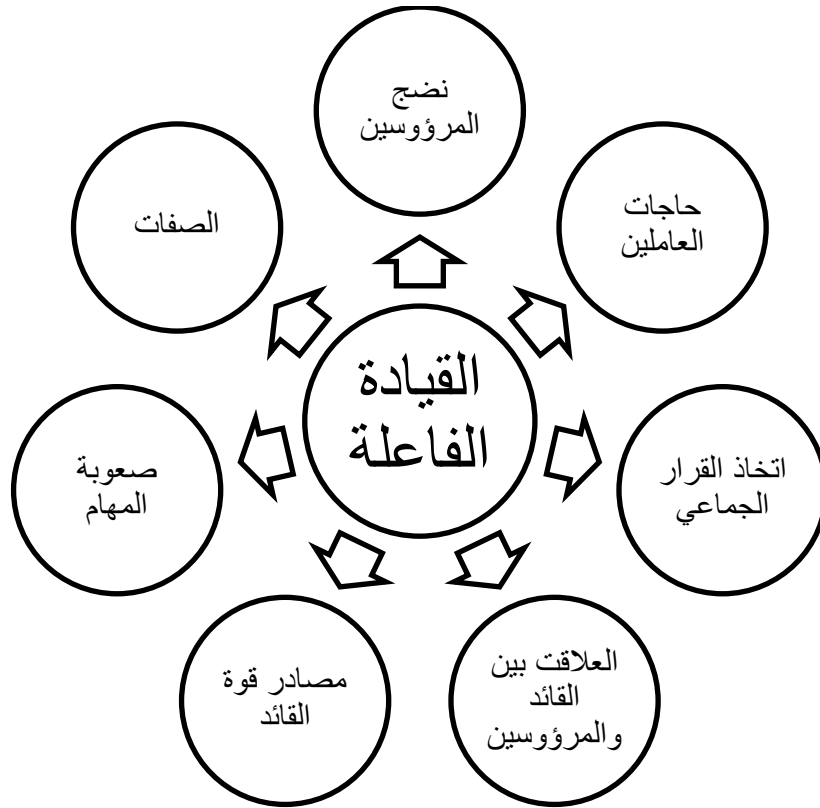 نضج
المرؤوسين
حاجات
العاملين
اتخاذ القرار
الجماعي
العلاقت بين
القائد
والمرؤوسين
مصادر قوة
القائد
صعوبة
المهام
الصفات
القيادة
الفاعلة